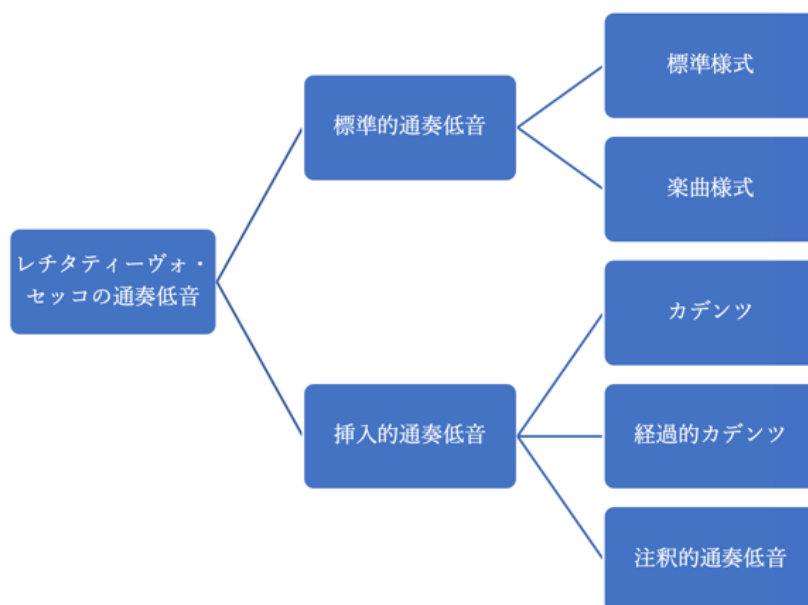 標準様式
標準的通奏低音
楽曲様式
レチタティーヴォ・
セッコの通奏低音
カデンツ
挿入的通奏低音
経過的カデンツ
注釈的通奏低音